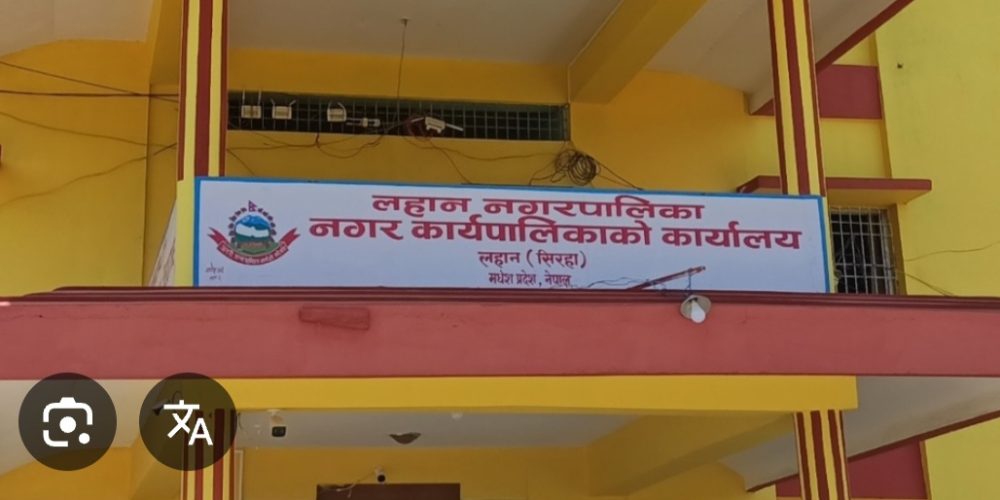 लहान नगरपालिका
नगर कार्यपालिकाको कार्यालय
लहान (सिरहा)
मधेश प्रदेश, नेपाल